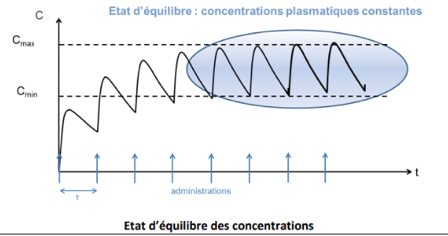 Etat d'équilibre : concentrations plasmatiques constantes
C
Cmax
Cmin
t
τ
administrations
Etat d'équilibre des concentrations